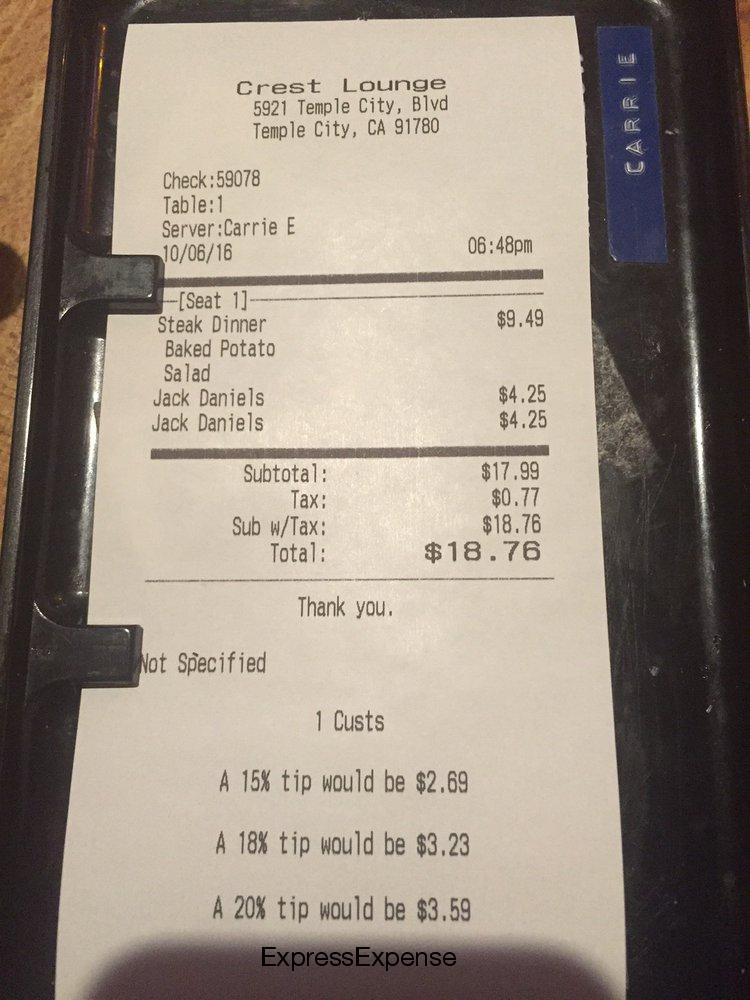 Crest Lounge
5921 Temple City, Blvd
Temple City, CA 91780
CARRIE
Check:59078
Table:1
Server:Carrie E
10/06/16 06:48pm
[Seat 1]
Steak Dinner $9.49
Baked Potato
Salad
Jack Daniels $4.25
Jack Daniels $4.25
Subtotal: $17.99
Tax: $0.77
Sub w/Tax: $18.76
Total: $18.76
Thank you.
Not Specified
1 Custs
A 15% tip would be $2.69
A 18% tip would be $3.23
A 20% tip would be $3.59
ExpressExpense